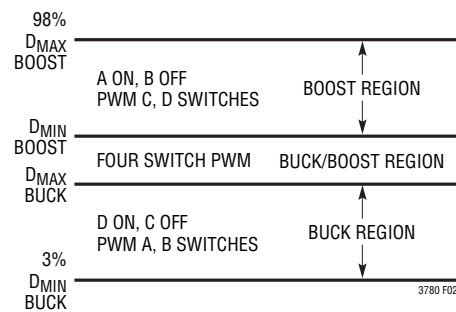 98%
DMAX
BOOST
A ON, B OFF
PWM C, D SWITCHES
BOOST REGION
DMIN
BOOST
FOUR SWITCH PWM
BUCK/BOOST REGION
DMAX
BUCK
D ON, C OFF
PWM A, B SWITCHES
BUCK REGION
3%
DMIN
BUCK
3780 F02